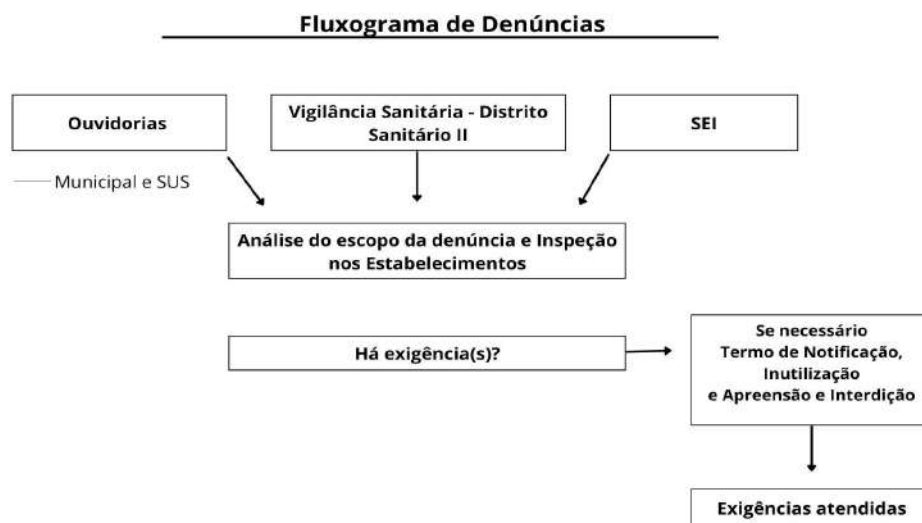 Fluxograma de Denúncias
Ouvidorias
Vigilância Sanitária - Distrito
Sanitário II
SEI
Municipal e SUS
Análise do escopo da denúncia e Inspeção
nos Estabelecimentos
Há exigência(s)?
Se necessário
Termo de Notificação,
Inutilização
e Apreensão e Interdição
Exigências atendidas